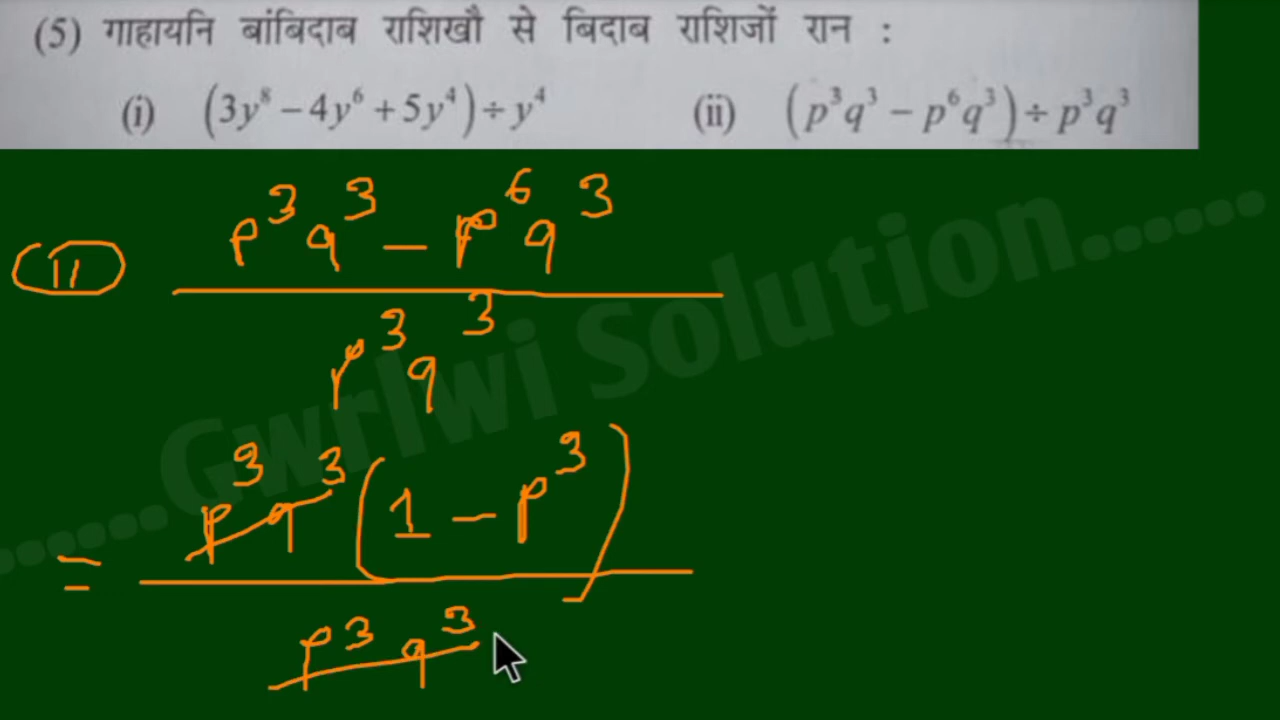 (5) गाहायनि बांबिदाब राशिखौ से बिदाब राशिजों रान :
(i) (3y⁸ − 4y⁶ + 5y⁴) ÷ y⁴ (ii) (p³q³ − p⁶q³) ÷ p³q³
(11) p³q³ − p⁶q³
p³q³
= p³q³(1 − p³)
p³q³
......Gwrlwi Solution......